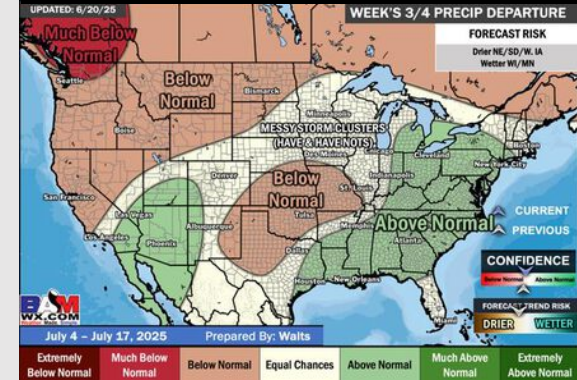 UPDATED: 6/20/25
WEEK'S 3/4 PRECIP DEPARTURE
FORECAST RISK
Drier NE/SD/W. IA
Wetter WI/MN
Much Below
Normal
Seattle
Below
Normal
Bismarck
Minneapolis
Boise
MESSY STORM CLUSTERS
(HAVE & HAVE NOTS)
Des Moines
Cleveland
Boston
New York City
Denver
Below
Normal
Indianapolis
St. Louis
San Francisco
Las Vegas
Los Angeles
Phoenix
Albuquerque
Tulsa
Memphis
Above Normal
Atlanta
Dallas
Houston
New Orleans
Miami
CURRENT
PREVIOUS
CONFIDENCE
Below Normal
Above Normal
FORECAST TREND RISK
DRIER
WETTER
BAM
WX.COM
Weather Made Simple
July 4 – July 17, 2025
Prepared By: Walts
Extremely
Below Normal
Much Below
Normal
Below Normal
Equal Chances
Above Normal
Much Above
Normal
Extremely
Above Normal